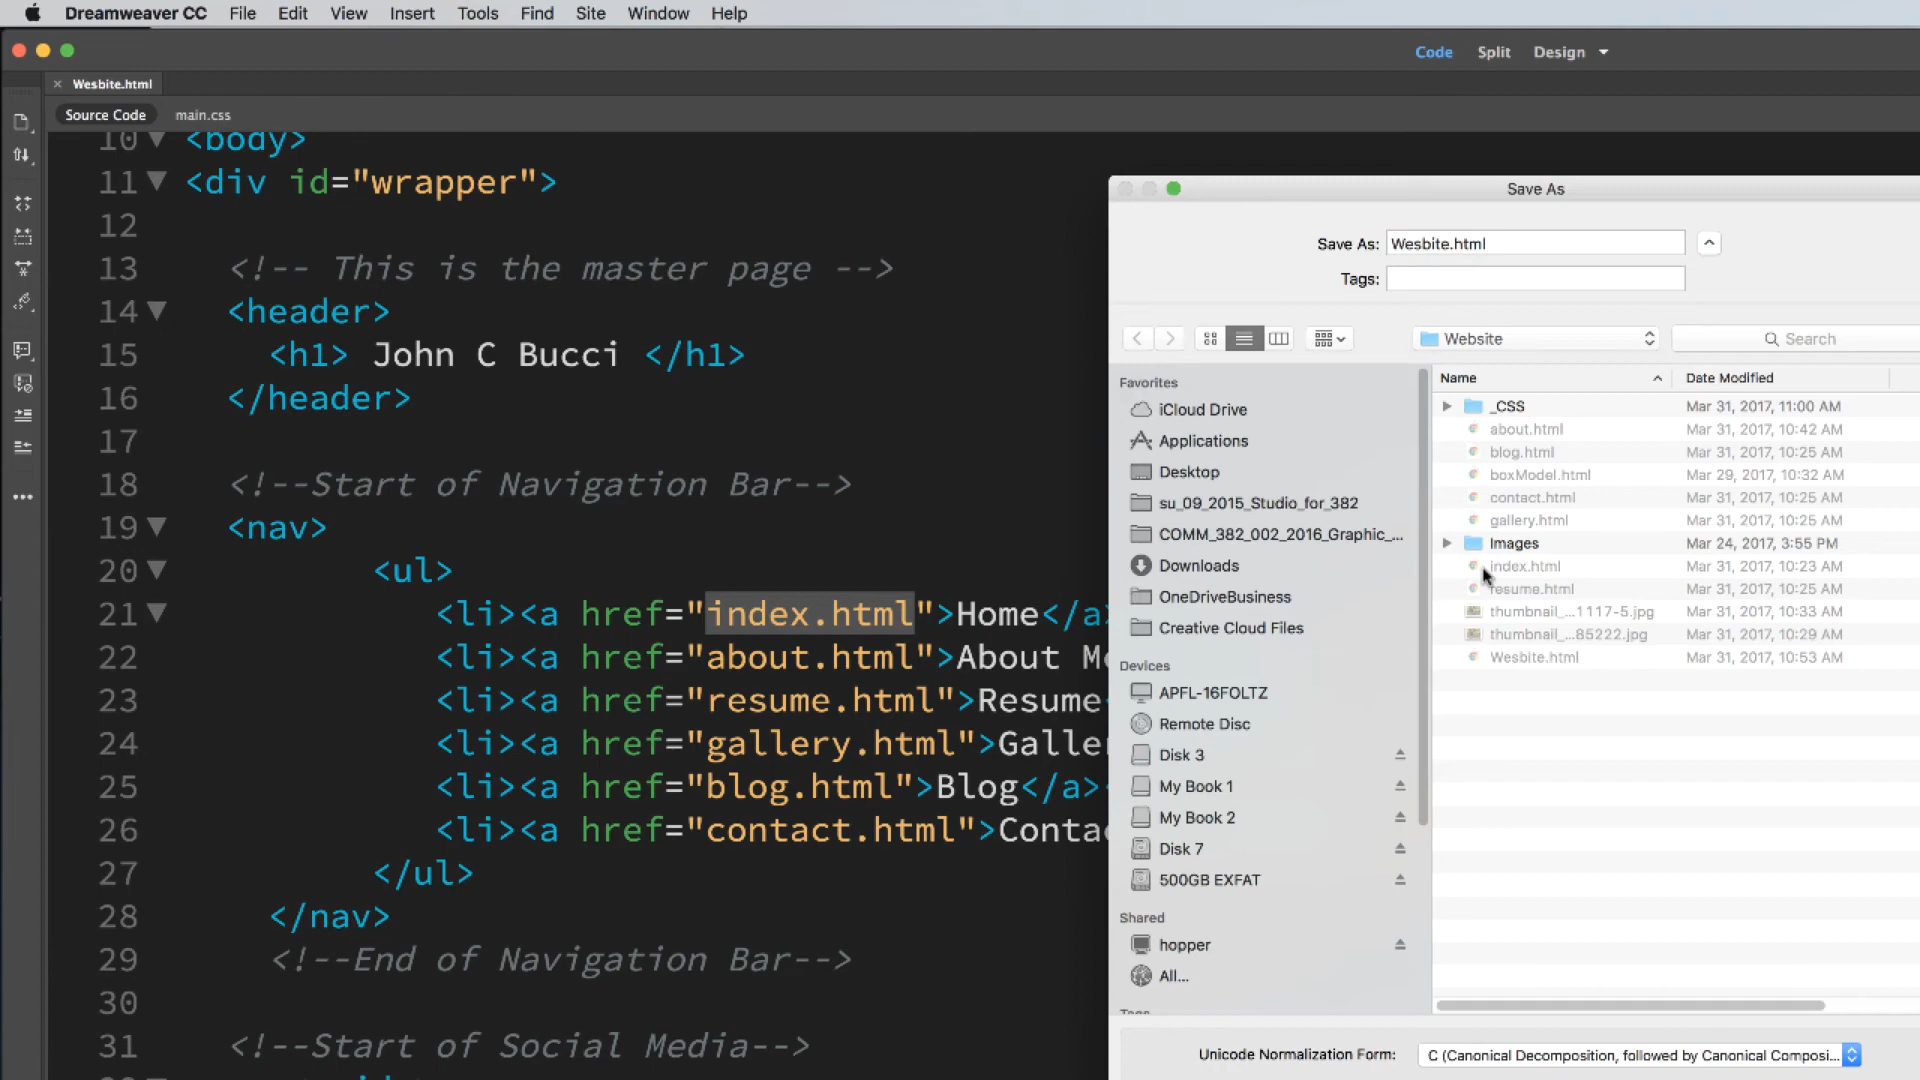 Dreamweaver CC File Edit View Insert Tools Find Site Window Help
Code Split Design
Wesbite.html
Source Code main.css
10 <body>
11 <div id="wrapper">
12
13 <!-- This is the master page -->
14 <header>
15 <h1> John C Bucci </h1>
16 </header>
17
18 <!--Start of Navigation Bar-->
19 <nav>
20 <ul>
21 <li><a href="index.html">Home</a>
22 <li><a href="about.html">About M
23 <li><a href="resume.html">Resume
24 <li><a href="gallery.html">Galle
25 <li><a href="blog.html">Blog</a>
26 <li><a href="contact.html">Conta
27 </ul>
28 </nav>
29 <!--End of Navigation Bar-->
30
31 <!--Start of Social Media-->
Save As
Save As: Wesbite.html
Tags:
Website
Search
Favorites
iCloud Drive
Applications
Desktop
su_09_2015_Studio_for_382
COMM_382_002_2016_Graphic_...
Downloads
OneDriveBusiness
Creative Cloud Files
Devices
APFL-16FOLTZ
Remote Disc
Disk 3
My Book 1
My Book 2
Disk 7
500GB EXFAT
Shared
hopper
All...
Name Date Modified
_CSS Mar 31, 2017, 11:00 AM
about.html Mar 31, 2017, 10:42 AM
blog.html Mar 31, 2017, 10:25 AM
boxModel.html Mar 29, 2017, 10:32 AM
contact.html Mar 31, 2017, 10:25 AM
gallery.html Mar 31, 2017, 10:25 AM
Images Mar 24, 2017, 3:55 PM
index.html Mar 31, 2017, 10:23 AM
resume.html Mar 31, 2017, 10:25 AM
thumbnail_...1117-5.jpg Mar 31, 2017, 10:33 AM
thumbnail_...85222.jpg Mar 31, 2017, 10:29 AM
Wesbite.html Mar 31, 2017, 10:53 AM
Unicode Normalization Form: C (Canonical Decomposition, followed by Canonical Composi...